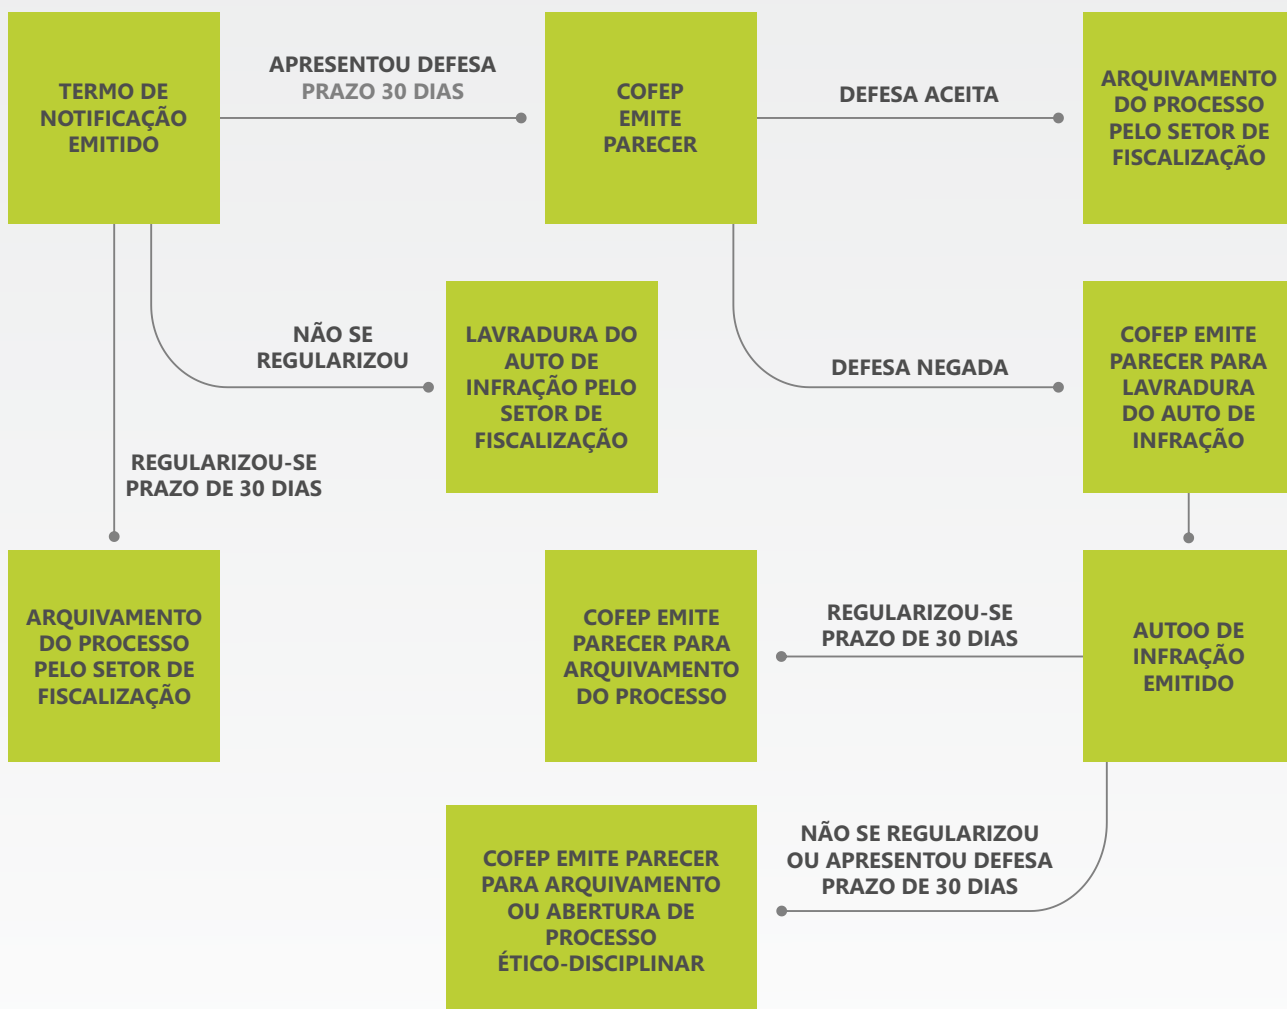 TERMO DE
NOTIFICAÇÃO
EMITIDO
APRESENTOU DEFESA
PRAZO 30 DIAS
COFEP
EMITE
PARECER
DEFESA ACEITA
ARQUIVAMENTO
DO PROCESSO
PELO SETOR DE
FISCALIZAÇÃO
NÃO SE
REGULARIZOU
LAVRADURA DO
AUTO DE
INFRAÇÃO PELO
SETOR DE
FISCALIZAÇÃO
DEFESA NEGADA
COFEP EMITE
PARECER PARA
LAVRADURA
DO AUTO DE
INFRAÇÃO
REGULARIZOU-SE
PRAZO DE 30 DIAS
ARQUIVAMENTO
DO PROCESSO
PELO SETOR DE
FISCALIZAÇÃO
COFEP EMITE
PARECER PARA
ARQUIVAMENTO
DO PROCESSO
REGULARIZOU-SE
PRAZO DE 30 DIAS
AUTOO DE
INFRAÇÃO
EMITIDO
COFEP EMITE PARECER
PARA ARQUIVAMENTO
OU ABERTURA DE
PROCESSO
ÉTICO-DISCIPLINAR
NÃO SE REGULARIZOU
OU APRESENTOU DEFESA
PRAZO DE 30 DIAS